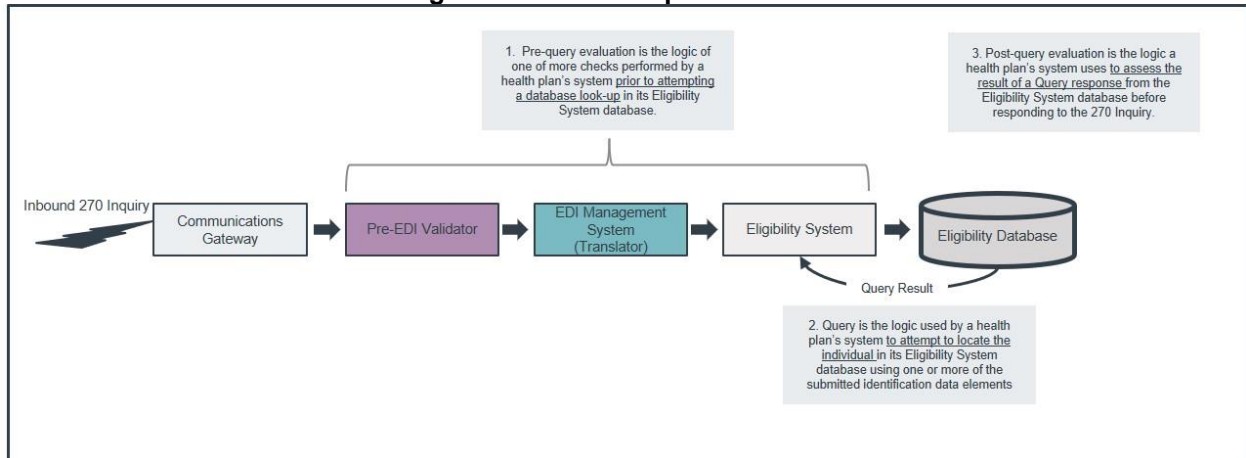 1. Pre-query evaluation is the logic of
one of more checks performed by a
health plan's system prior to attempting
a database look-up in its Eligibility
System database.
3. Post-query evaluation is the logic a
health plan's system uses to assess the
result of a Query response from the
Eligibility System database before
responding to the 270 Inquiry.
Inbound 270 Inquiry
Communications
Gateway
Pre-EDI Validator
EDI Management
System
(Translator)
Eligibility System
Eligibility Database
Query Result
2. Query is the logic used by a health
plan's system to attempt to locate the
individual in its Eligibility System
database using one or more of the
submitted identification data elements